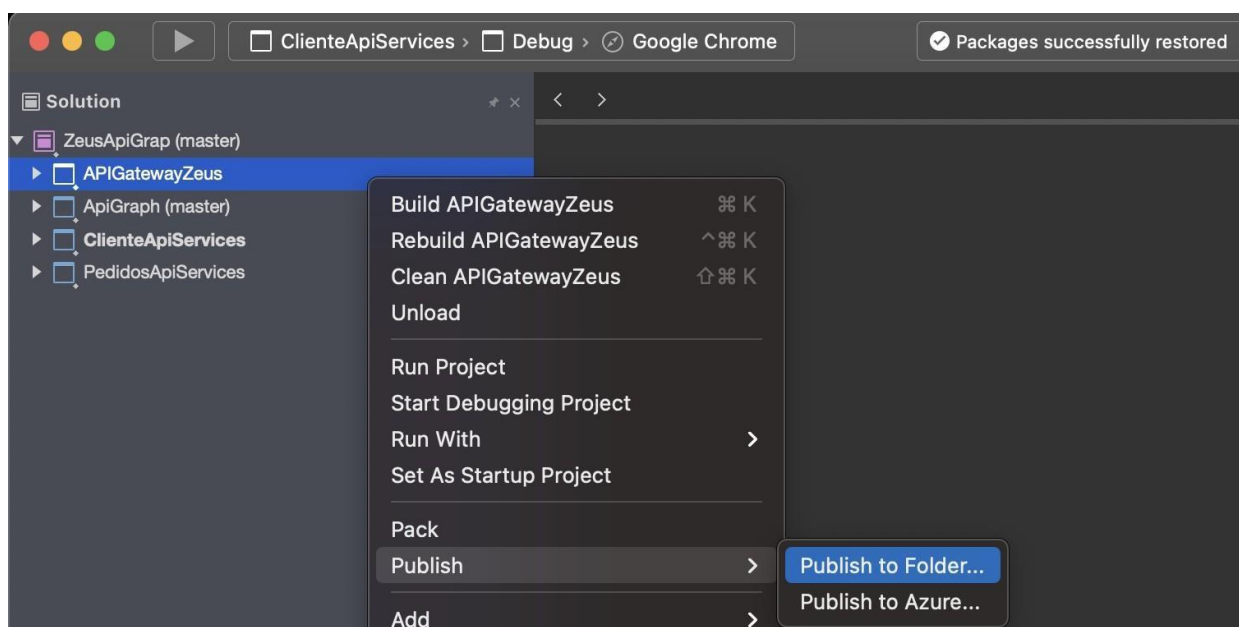 ClienteApiServices › Debug › Google Chrome
Packages successfully restored
Solution
ZeusApiGrap (master)
APIGatewayZeus
ApiGraph (master)
ClienteApiServices
PedidosApiServices
Build APIGatewayZeus ⌘ K
Rebuild APIGatewayZeus ^⌘ K
Clean APIGatewayZeus ⇧⌘ K
Unload
Run Project
Start Debugging Project
Run With
Set As Startup Project
Pack
Publish
Publish to Folder...
Publish to Azure...
Add